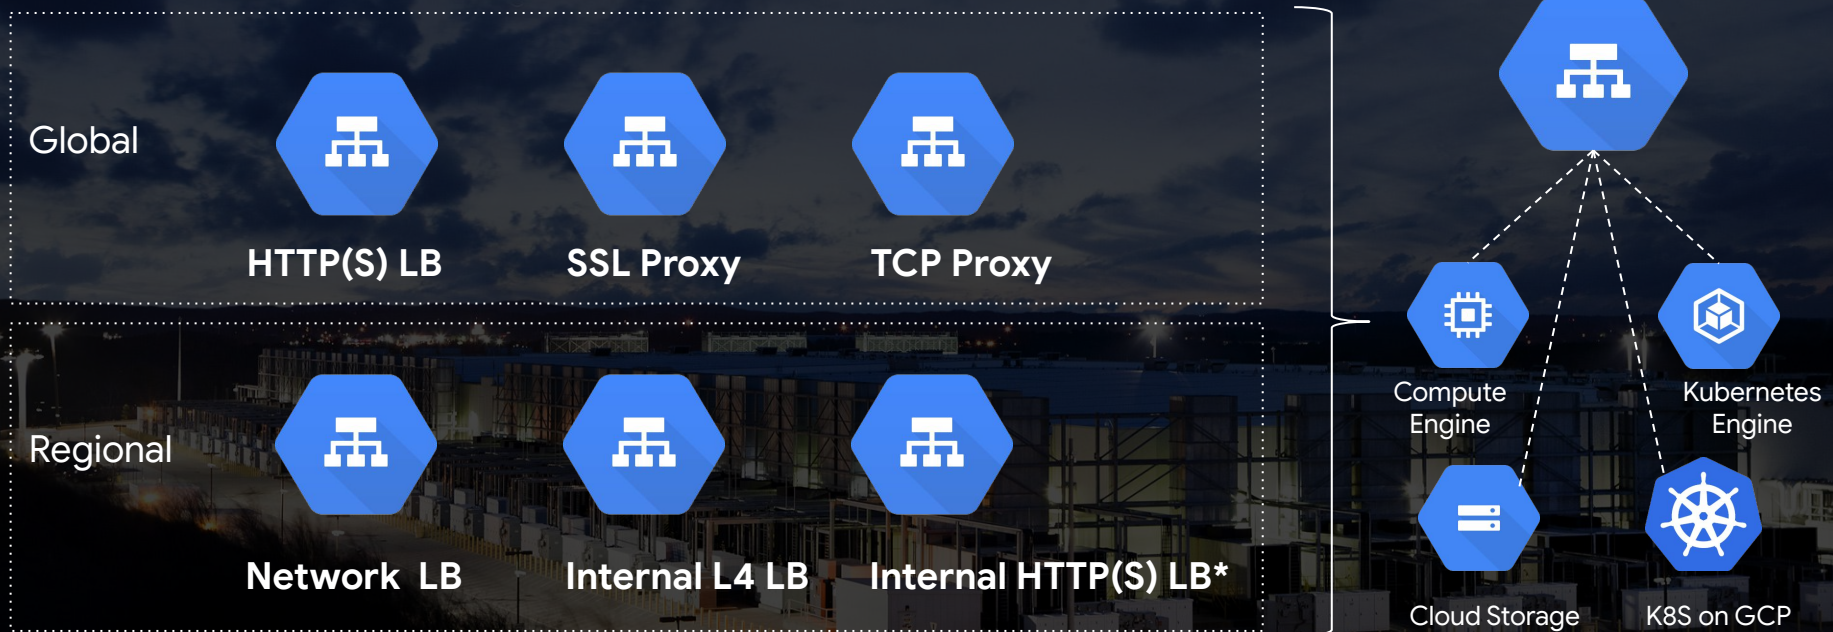 Global
HTTP(S) LB
SSL Proxy
TCP Proxy
Regional
Network LB
Internal L4 LB
Internal HTTP(S) LB*
Compute
Engine
Kubernetes
Engine
Cloud Storage
K8S on GCP